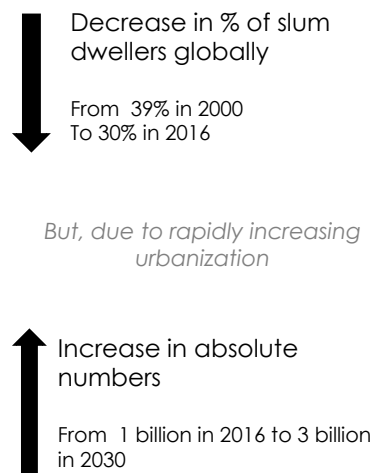 Decrease in % of slum
dwellers globally
From 39% in 2000
To 30% in 2016
But, due to rapidly increasing
urbanization
Increase in absolute
numbers
From 1 billion in 2016 to 3 billion
in 2030